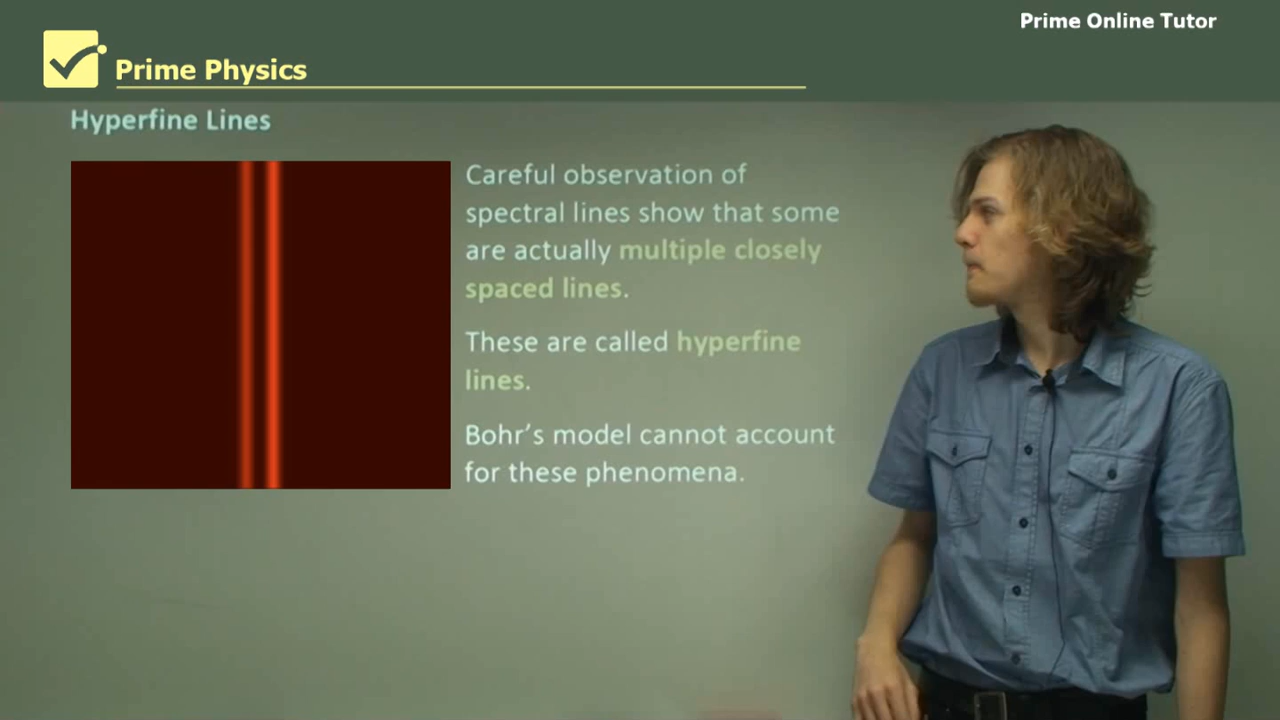 Prime Online Tutor
Prime Physics
Hyperfine Lines
Careful observation of
spectral lines show that some
are actually multiple closely
spaced lines.
These are called hyperfine
lines.
Bohr's model cannot account
for these phenomena.